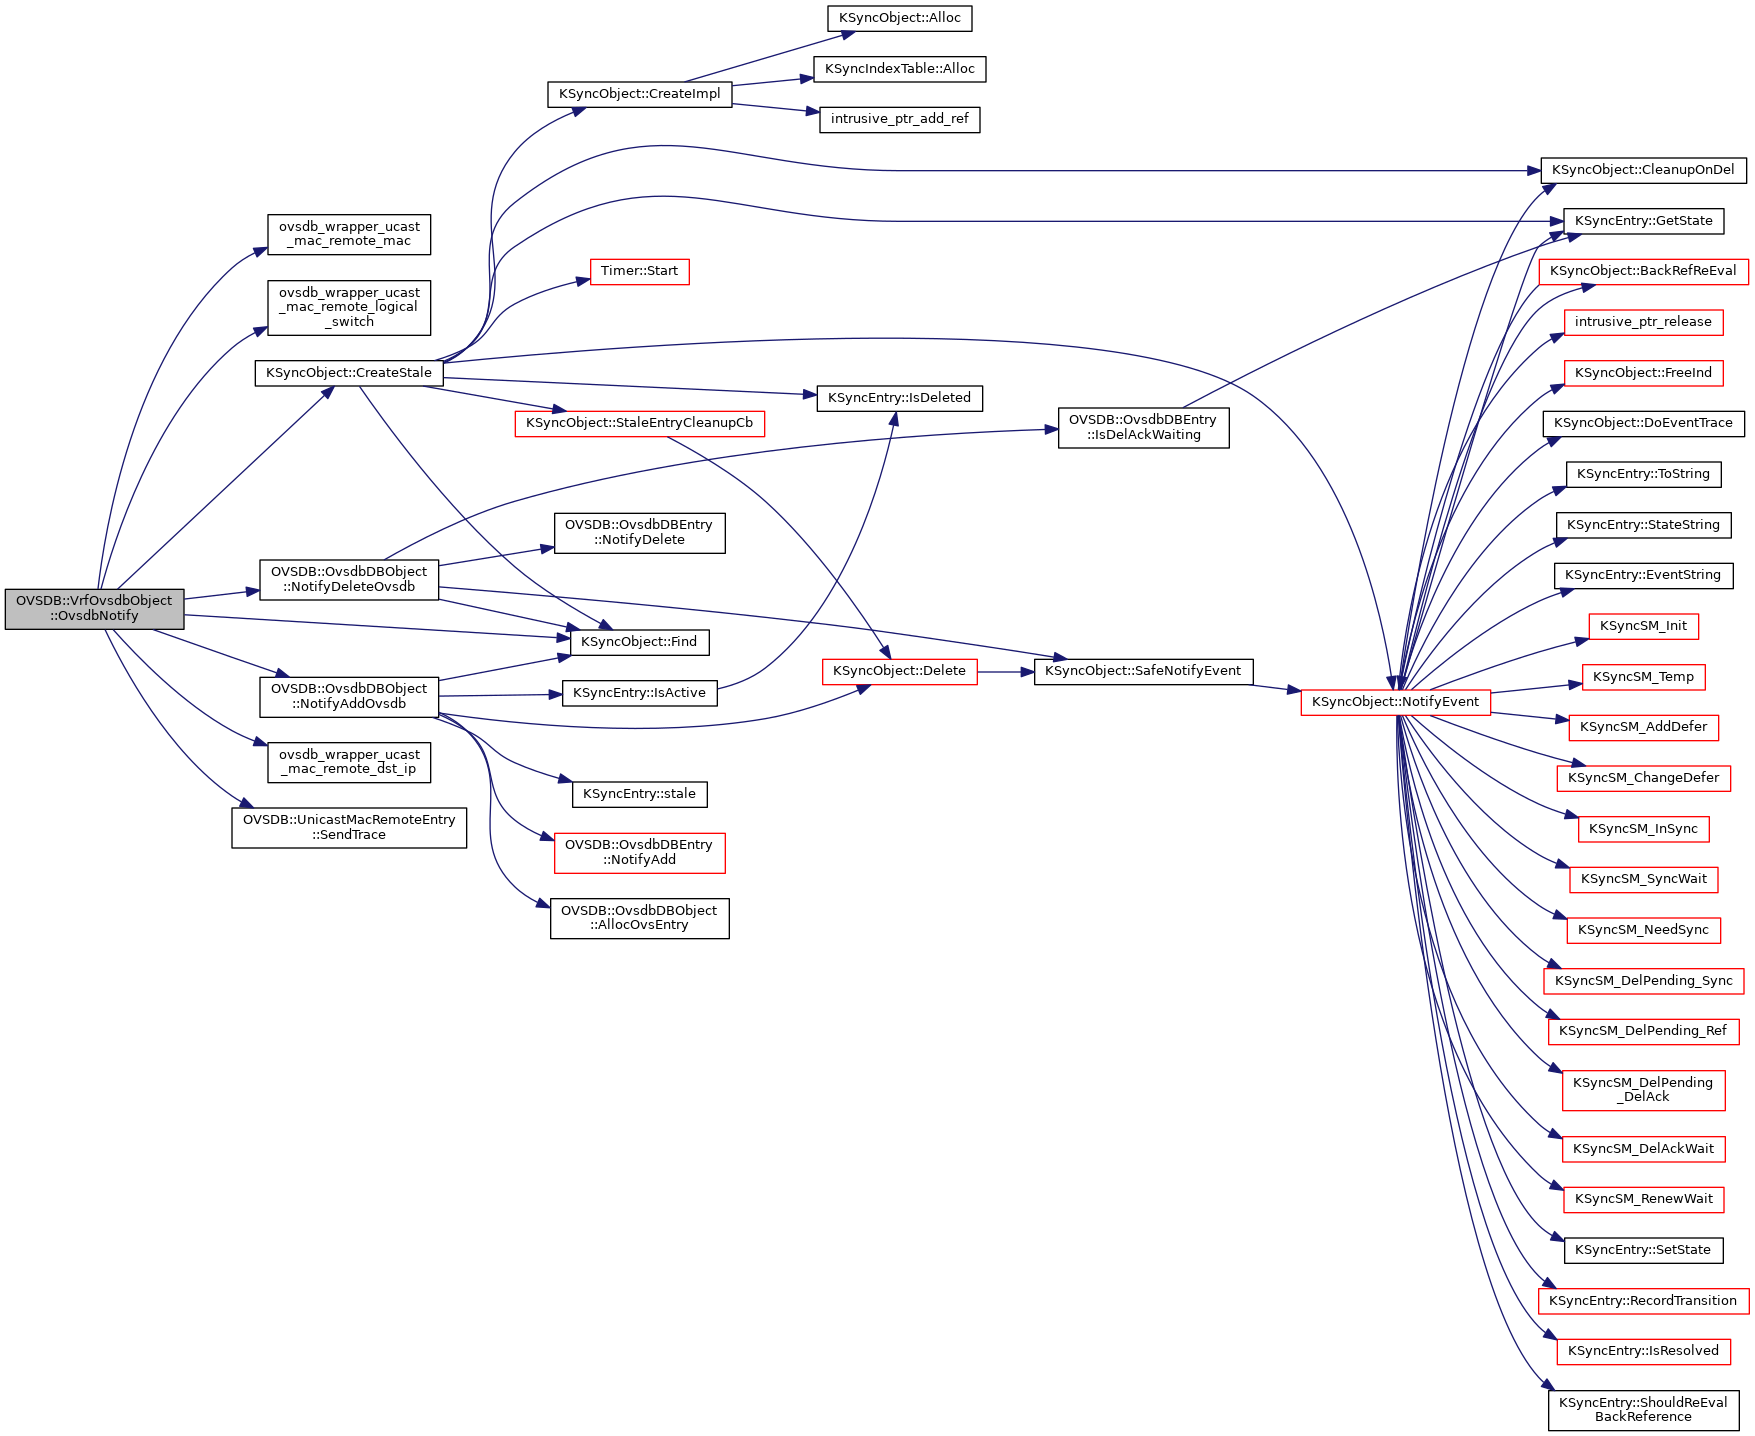 KSyncObject::Alloc
KSyncIndexTable::Alloc
KSyncObject::CreateImpl
intrusive_ptr_add_ref
KSyncObject::CleanupOnDel
ovsdb_wrapper_ucast
_mac_remote_mac
KSyncEntry::GetState
Timer::Start
KSyncObject::BackRefReEval
ovsdb_wrapper_ucast
_mac_remote_logical
_switch
intrusive_ptr_release
KSyncObject::CreateStale
KSyncObject::FreeInd
KSyncEntry::IsDeleted
KSyncObject::StaleEntryCleanupCb
OVSDB::OvsdbDBEntry
::IsDelAckWaiting
KSyncObject::DoEventTrace
KSyncEntry::ToString
OVSDB::OvsdbDBEntry
::NotifyDelete
KSyncEntry::StateString
OVSDB::OvsdbDBObject
::NotifyDeleteOvsdb
KSyncEntry::EventString
OVSDB::VrfOvsdbObject
::OvsdbNotify
KSyncObject::Find
KSyncSM_Init
KSyncObject::Delete
KSyncObject::SafeNotifyEvent
KSyncSM_Temp
OVSDB::OvsdbDBObject
::NotifyAddOvsdb
KSyncEntry::IsActive
KSyncObject::NotifyEvent
KSyncSM_AddDefer
ovsdb_wrapper_ucast
_mac_remote_dst_ip
KSyncSM_ChangeDefer
KSyncEntry::stale
OVSDB::UnicastMacRemoteEntry
::SendTrace
KSyncSM_InSync
OVSDB::OvsdbDBEntry
::NotifyAdd
KSyncSM_SyncWait
OVSDB::OvsdbDBObject
::AllocOvsEntry
KSyncSM_NeedSync
KSyncSM_DelPending_Sync
KSyncSM_DelPending_Ref
KSyncSM_DelPending
_DelAck
KSyncSM_DelAckWait
KSyncSM_RenewWait
KSyncEntry::SetState
KSyncEntry::RecordTransition
KSyncEntry::IsResolved
KSyncEntry::ShouldReEval
BackReference